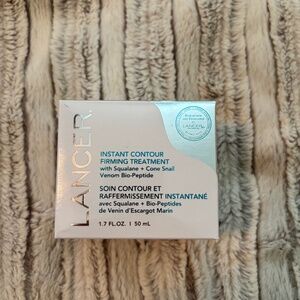 LANCER
INSTANT CONTOUR
FIRMING TREATMENT
with Squalane + Cone Snail
Venom Bio-Peptide
SOIN CONTOUR ET
RAFFERMISSEMENT INSTANTANÉ
avec Squalane + Bio-Peptides
de Venin d'Escargot Marin
1.7 FL.OZ. | 50 mL
LANCER